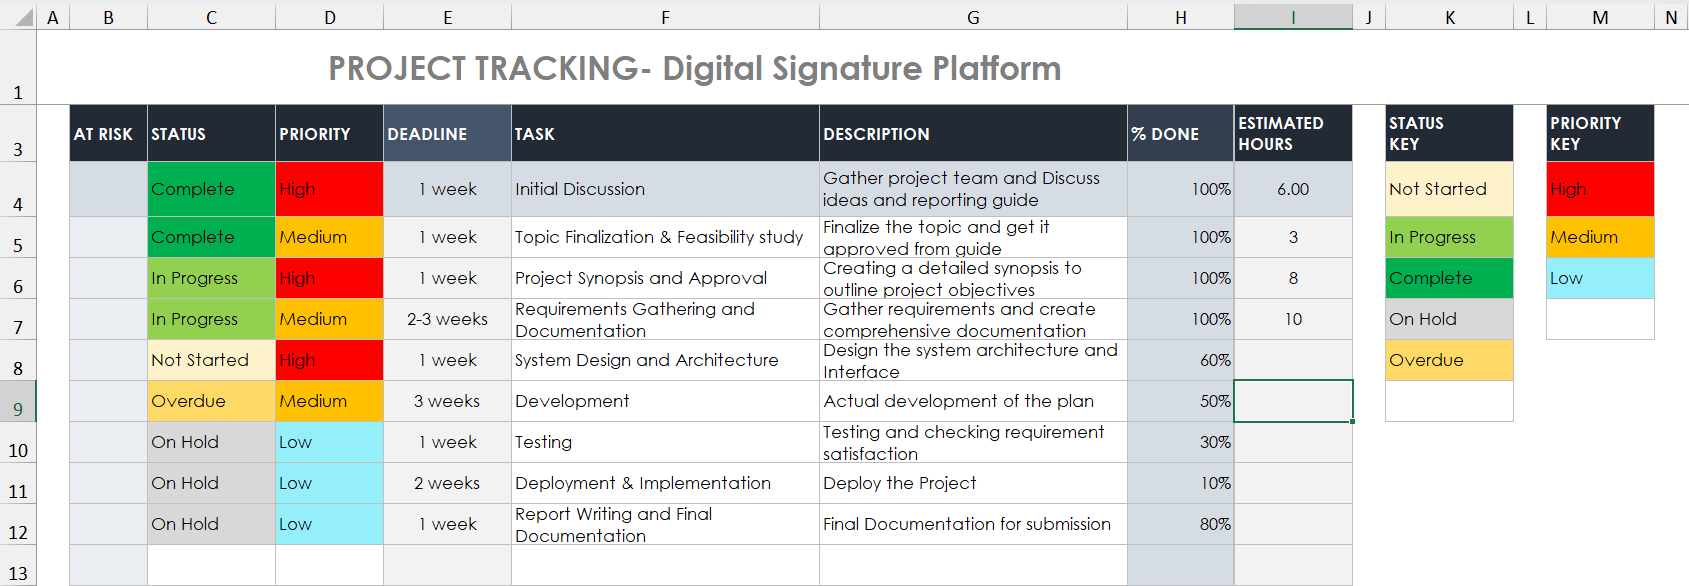 A B C D E F G H I J K L M N
1 PROJECT TRACKING- Digital Signature Platform
3 AT RISK STATUS PRIORITY DEADLINE TASK DESCRIPTION % DONE ESTIMATED HOURS STATUS KEY PRIORITY KEY
4 Complete High 1 week Initial Discussion Gather project team and Discuss ideas and reporting guide 100% 6.00 Not Started High
5 Complete Medium 1 week Topic Finalization & Feasibility study Finalize the topic and get it approved from guide 100% 3 In Progress Medium
6 In Progress High 1 week Project Synopsis and Approval Creating a detailed synopsis to outline project objectives 100% 8 Complete Low
7 In Progress Medium 2-3 weeks Requirements Gathering and Documentation Gather requirements and create comprehensive documentation 100% 10 On Hold
8 Not Started High 1 week System Design and Architecture Design the system architecture and Interface 60% Overdue
9 Overdue Medium 3 weeks Development Actual development of the plan 50%
10 On Hold Low 1 week Testing Testing and checking requirement satisfaction 30%
11 On Hold Low 2 weeks Deployment & Implementation Deploy the Project 10%
12 On Hold Low 1 week Report Writing and Final Documentation Final Documentation for submission 80%
13